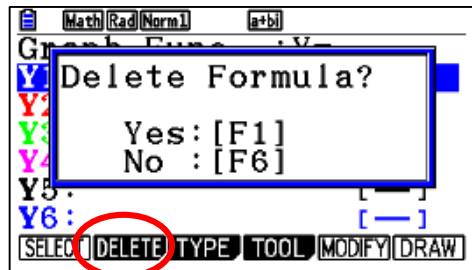 Math Rad Norm1 a+bi
Graph Func :Y=
Y1
Delete Formula?
Y2
Y3
Yes:[F1]
Y4
No :[F6]
Y5: [—]
Y6: [—]
SELECT DELETE TYPE TOOL MODIFY DRAW